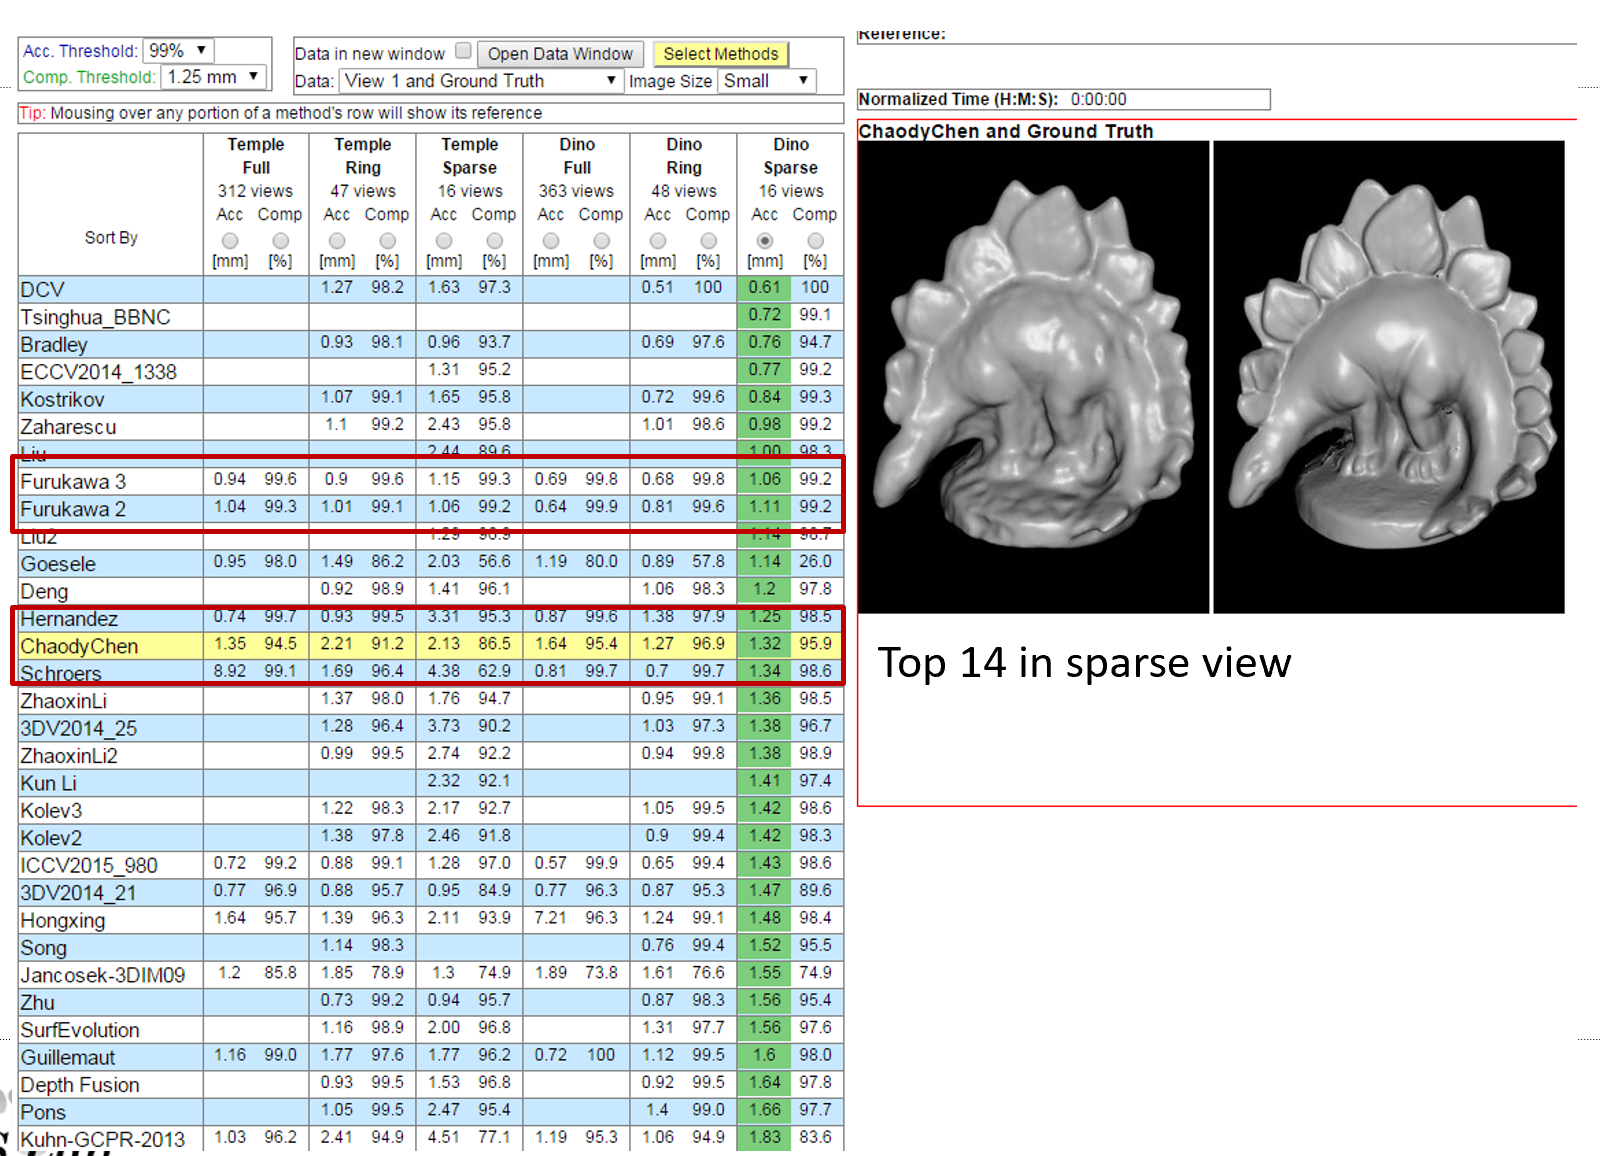 Acc. Threshold: 99%
Comp. Threshold: 1.25 mm
Data in new window Open Data Window Select Methods
Data: View 1 and Ground Truth Image Size Small
Tip: Mousing over any portion of a method's row will show its reference
Temple Full Temple Ring Temple Sparse Dino Full Dino Ring Dino Sparse
312 views 47 views 16 views 363 views 48 views 16 views
Sort By Acc Comp Acc Comp Acc Comp Acc Comp Acc Comp Acc Comp
[mm] [%] [mm] [%] [mm] [%] [mm] [%] [mm] [%] [mm] [%]
DCV 1.27 98.2 1.63 97.3 0.51 100 0.61 100
Tsinghua_BBNC 0.72 99.1
Bradley 0.93 98.1 0.96 93.7 0.69 97.6 0.76 94.7
ECCV2014_1338 1.31 95.2 0.77 99.2
Kostrikov 1.07 99.1 1.65 95.8 0.72 99.6 0.84 99.3
Zaharescu 1.1 99.2 2.43 95.8 1.01 98.6 0.98 99.2
Liu 2.44 89.6 1.00 98.3
Furukawa 3 0.94 99.6 0.9 99.6 1.15 99.3 0.69 99.8 0.68 99.8 1.06 99.2
Furukawa 2 1.04 99.3 1.01 99.1 1.06 99.2 0.64 99.9 0.81 99.6 1.11 99.2
Liu2 1.29 96.9 1.14 98.7
Goesele 0.95 98.0 1.49 86.2 2.03 56.6 1.19 80.0 0.89 57.8 1.14 26.0
Deng 0.92 98.9 1.41 96.1 1.06 98.3 1.2 97.8
Hernandez 0.74 99.7 0.93 99.5 3.31 95.3 0.87 99.6 1.38 97.9 1.25 98.5
ChaodyChen 1.35 94.5 2.21 91.2 2.13 86.5 1.64 95.4 1.27 96.9 1.32 95.9
Schroers 8.92 99.1 1.69 96.4 4.38 62.9 0.81 99.7 0.7 99.7 1.34 98.6
ZhaoxinLi 1.37 98.0 1.76 94.7 0.95 99.1 1.36 98.5
3DV2014_25 1.28 96.4 3.73 90.2 1.03 97.3 1.38 96.7
ZhaoxinLi2 0.99 99.5 2.74 92.2 0.94 99.8 1.38 98.9
Kun Li 2.32 92.1 1.41 97.4
Kolev3 1.22 98.3 2.17 92.7 1.05 99.5 1.42 98.6
Kolev2 1.38 97.8 2.46 91.8 0.9 99.4 1.42 98.3
ICCV2015_980 0.72 99.2 0.88 99.1 1.28 97.0 0.57 99.9 0.65 99.4 1.43 98.6
3DV2014_21 0.77 96.9 0.88 95.7 0.95 84.9 0.77 96.3 0.87 95.3 1.47 89.6
Hongxing 1.64 95.7 1.39 96.3 2.11 93.9 7.21 96.3 1.24 99.1 1.48 98.4
Song 1.14 98.3 0.76 99.4 1.52 95.5
Jancosek-3DIM09 1.2 85.8 1.85 78.9 1.3 74.9 1.89 73.8 1.61 76.6 1.55 74.9
Zhu 0.73 99.2 0.94 95.7 0.87 98.3 1.56 95.4
SurfEvolution 1.16 98.9 2.00 96.8 1.31 97.7 1.56 97.6
Guillemaut 1.16 99.0 1.77 97.6 1.77 96.2 0.72 100 1.12 99.5 1.6 98.0
Depth Fusion 0.93 99.5 1.53 96.8 0.92 99.5 1.64 97.8
Pons 1.05 99.5 2.47 95.4 1.4 99.0 1.66 97.7
Kuhn-GCPR-2013 1.03 96.2 2.41 94.9 4.51 77.1 1.19 95.3 1.06 94.9 1.83 83.6
Reference:
Normalized Time (H:M:S): 0:00:00
ChaodyChen and Ground Truth
Top 14 in sparse view